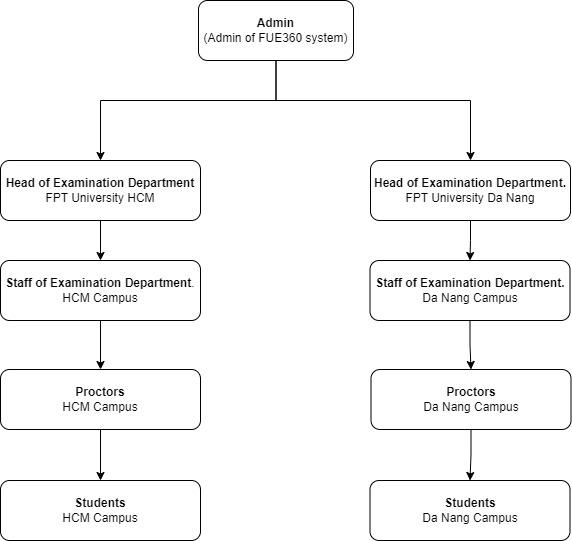 Admin
(Admin of FUE360 system)
Head of Examination Department
FPT University HCM
Head of Examination Department.
FPT University Da Nang
Staff of Examination Department.
HCM Campus
Staff of Examination Department.
Da Nang Campus
Proctors
HCM Campus
Proctors
Da Nang Campus
Students
HCM Campus
Students
Da Nang Campus